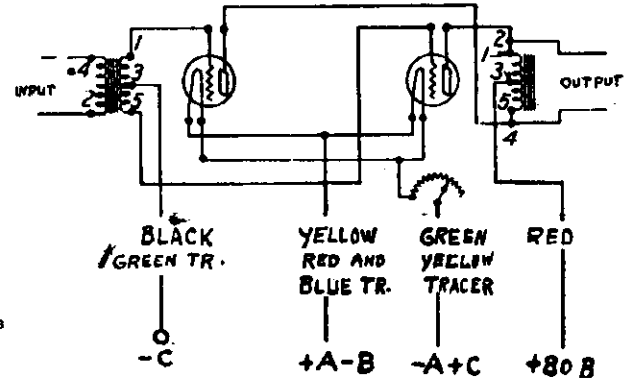 1
2
4
3
1
3
INPUT
OUTPUT
2
5
5
4
BLACK
GREEN TR.
YELLOW
RED AND
BLUE TR.
GREEN
YELLOW
TRACER
RED
-C
+A-B
-A+C
+80 B